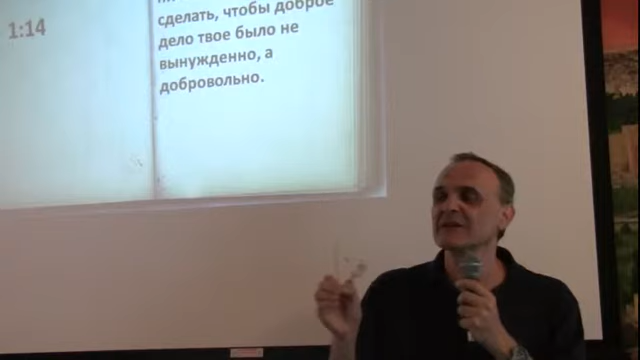 1:14
сделать, чтобы доброе
дело твое было не
вынужденно, а
добровольно.